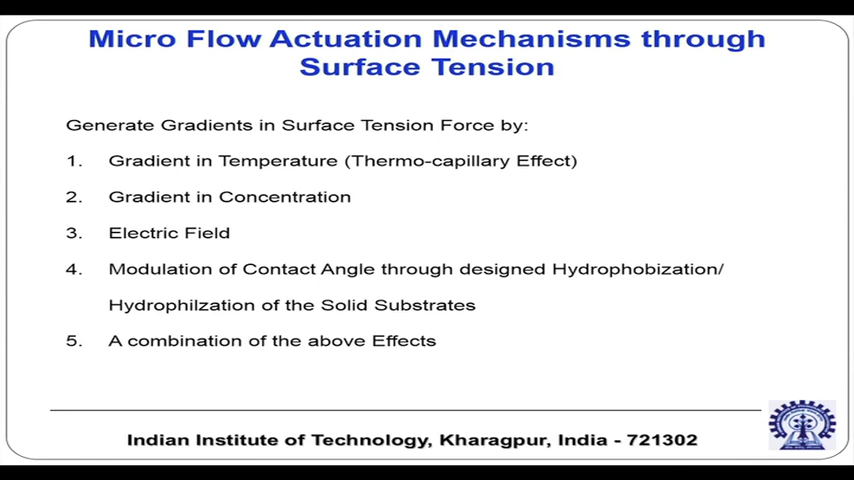 Micro Flow Actuation Mechanisms through
Surface Tension
Generate Gradients in Surface Tension Force by:
1. Gradient in Temperature (Thermo-capillary Effect)
2. Gradient in Concentration
3. Electric Field
4. Modulation of Contact Angle through designed Hydrophobization/
Hydrophilzation of the Solid Substrates
5. A combination of the above Effects
Indian Institute of Technology, Kharagpur, India - 721302